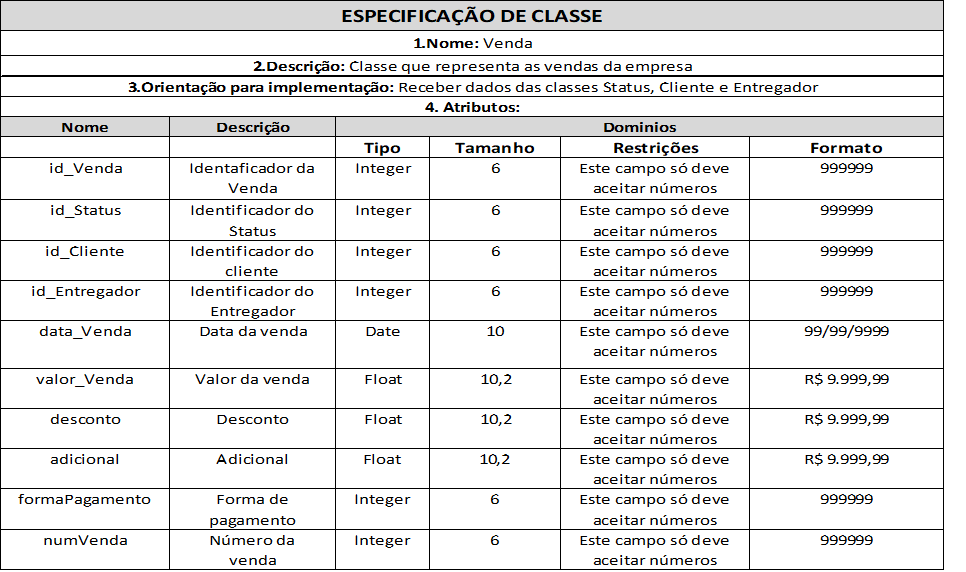 ESPECIFICAÇÃO DE CLASSE
1.Nome: Venda
2.Descrição: Classe que representa as vendas da empresa
3.Orientação para implementação: Receber dados das classes Status, Cliente e Entregador
4. Atributos:
Nome Descrição Dominios
Tipo Tamanho Restrições Formato
id_Venda Identaficador da Integer 6 Este campo só deve 999999
Venda aceitar números
id_Status Identificador do Integer 6 Este campo só deve 999999
Status aceitar números
id_Cliente Identificador do Integer 6 Este campo só deve 999999
cliente aceitar números
id_Entregador Identificador do Integer 6 Este campo só deve 999999
Entregador aceitar números
data_Venda Data da venda Date 10 Este campo só deve 99/99/9999
aceitar números
valor_Venda Valor da venda Float 10,2 Este campo só deve R$ 9.999,99
aceitar números
desconto Desconto Float 10,2 Este campo só deve R$ 9.999,99
aceitar números
adicional Adicional Float 10,2 Este campo só deve R$ 9.999,99
aceitar números
formaPagamento Forma de Integer 6 Este campo só deve 999999
pagamento aceitar números
numVenda Número da Integer 6 Este campo só deve 999999
venda aceitar números